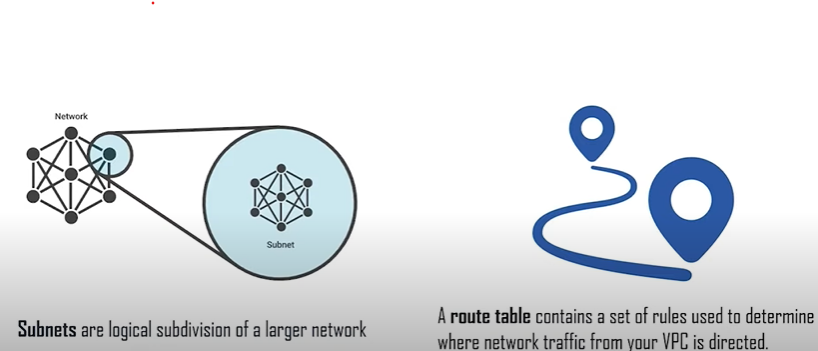 Network
Subnet
Subnets are logical subdivision of a larger network
A route table contains a set of rules used to determine
where network traffic from your VPC is directed.